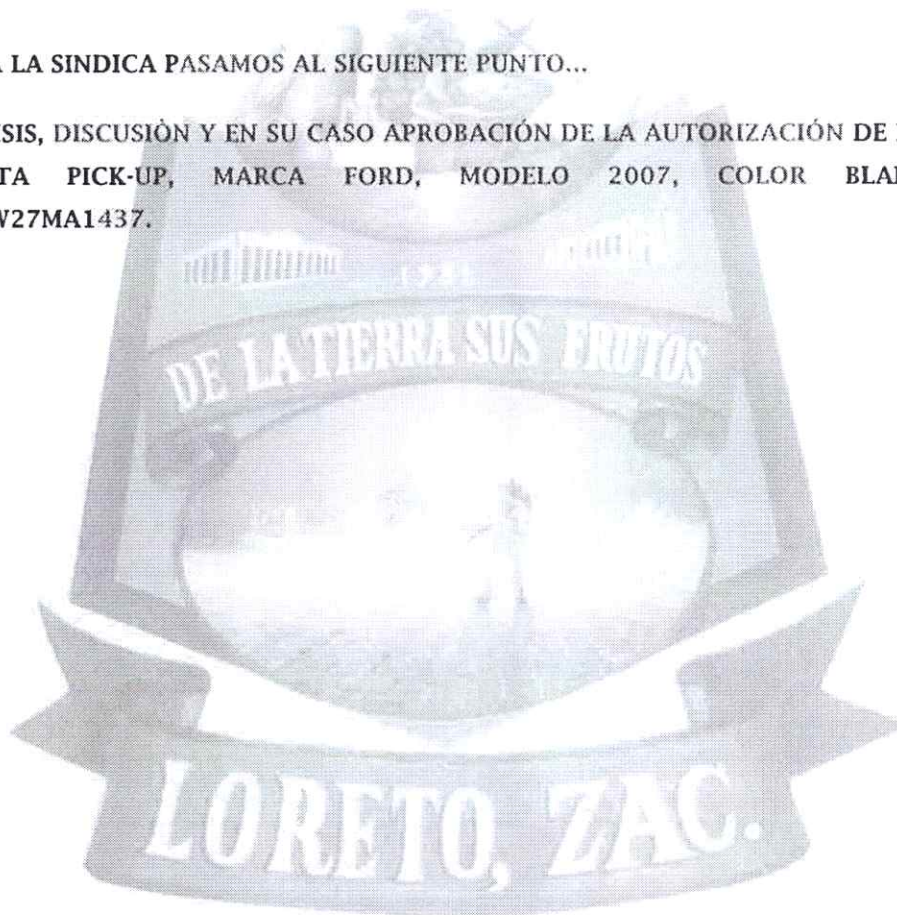 A LA SINDICA PASAMOS AL SIGUIENTE PUNTO...
SIS, DISCUSIÒN Y EN SU CASO APROBACIÓN DE LA AUTORIZACIÓN DE
TA PICK-UP, MARCA FORD, MODELO 2007, COLOR
W27MA1437.
DE LA TIERRA SUS FRUTOS
LORETO, ZAC.